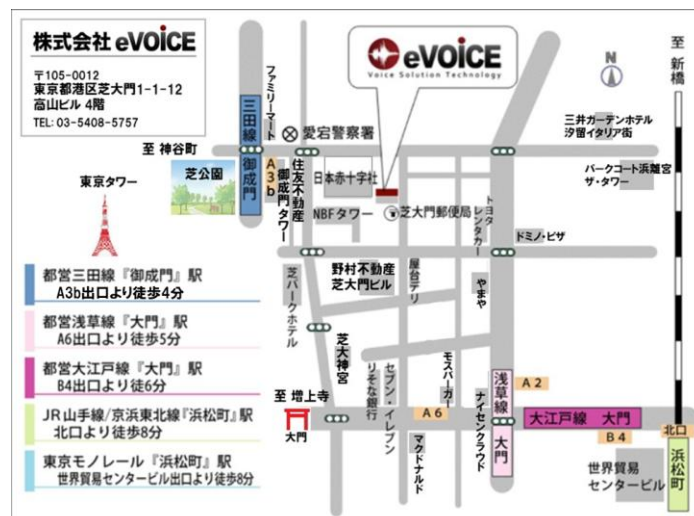 株式会社 eVOICE
〒105-0012
東京都港区芝大門1-1-12
高山ビル 4階
TEL: 03-5408-5757
eVOICE
Voice Solution Technology
至 新橋
N
ファミリーマート
三田線
御成門
愛宕警察署
三井ガーデンホテル
汐留イタリア街
至 神谷町
芝公園
A3b
住友不動産
御成門タワー
日本赤十字社
パークコート浜離宮
ザ・タワー
東京タワー
NBFタワー
芝大門郵便局
トヨタ
レンタカー
ドミノ・ピザ
都営三田線『御成門』駅
A3b出口より徒歩4分
芝パークホテル
野村不動産
芝大門ビル
屋台デリ
やまや
都営浅草線『大門』駅
A6出口より徒歩5分
都営大江戸線『大門』駅
B4出口より徒6分
芝大神宮
りそな銀行
セブン・イレブン
モスバーガー
ナイセンクラウド
浅草線
大門
A2
至 増上寺
大門
A6
大江戸線 大門
北口
JR山手線/京浜東北線『浜松町』駅
北口より徒歩8分
マクドナルド
B4
浜松町
世界貿易
センタービル
東京モノレール『浜松町』駅
世界貿易センタービル出口より徒歩8分